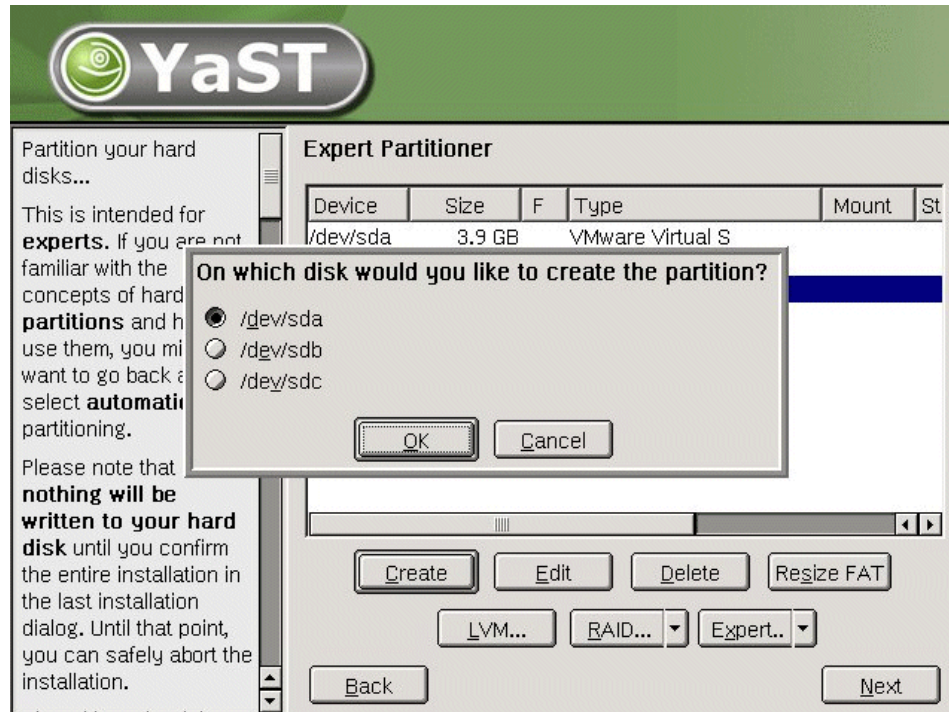 YaST
Partition your hard
disks...
This is intended for
experts. If you are not
familiar with the
concepts of hard
partitions and h
use them, you mi
want to go back
select automati
partitioning.
Please note that
nothing will be
written to your hard
disk until you confirm
the entire installation in
the last installation
dialog. Until that point,
you can safely abort the
installation.
Expert Partitioner
Device Size F Type Mount St
/dev/sda 3.9 GB VMware Virtual S
On which disk would you like to create the partition?
/dev/sda
/dev/sdb
/dev/sdc
OK Cancel
Create Edit Delete Resize FAT
LVM... RAID... Expert..
Back Next